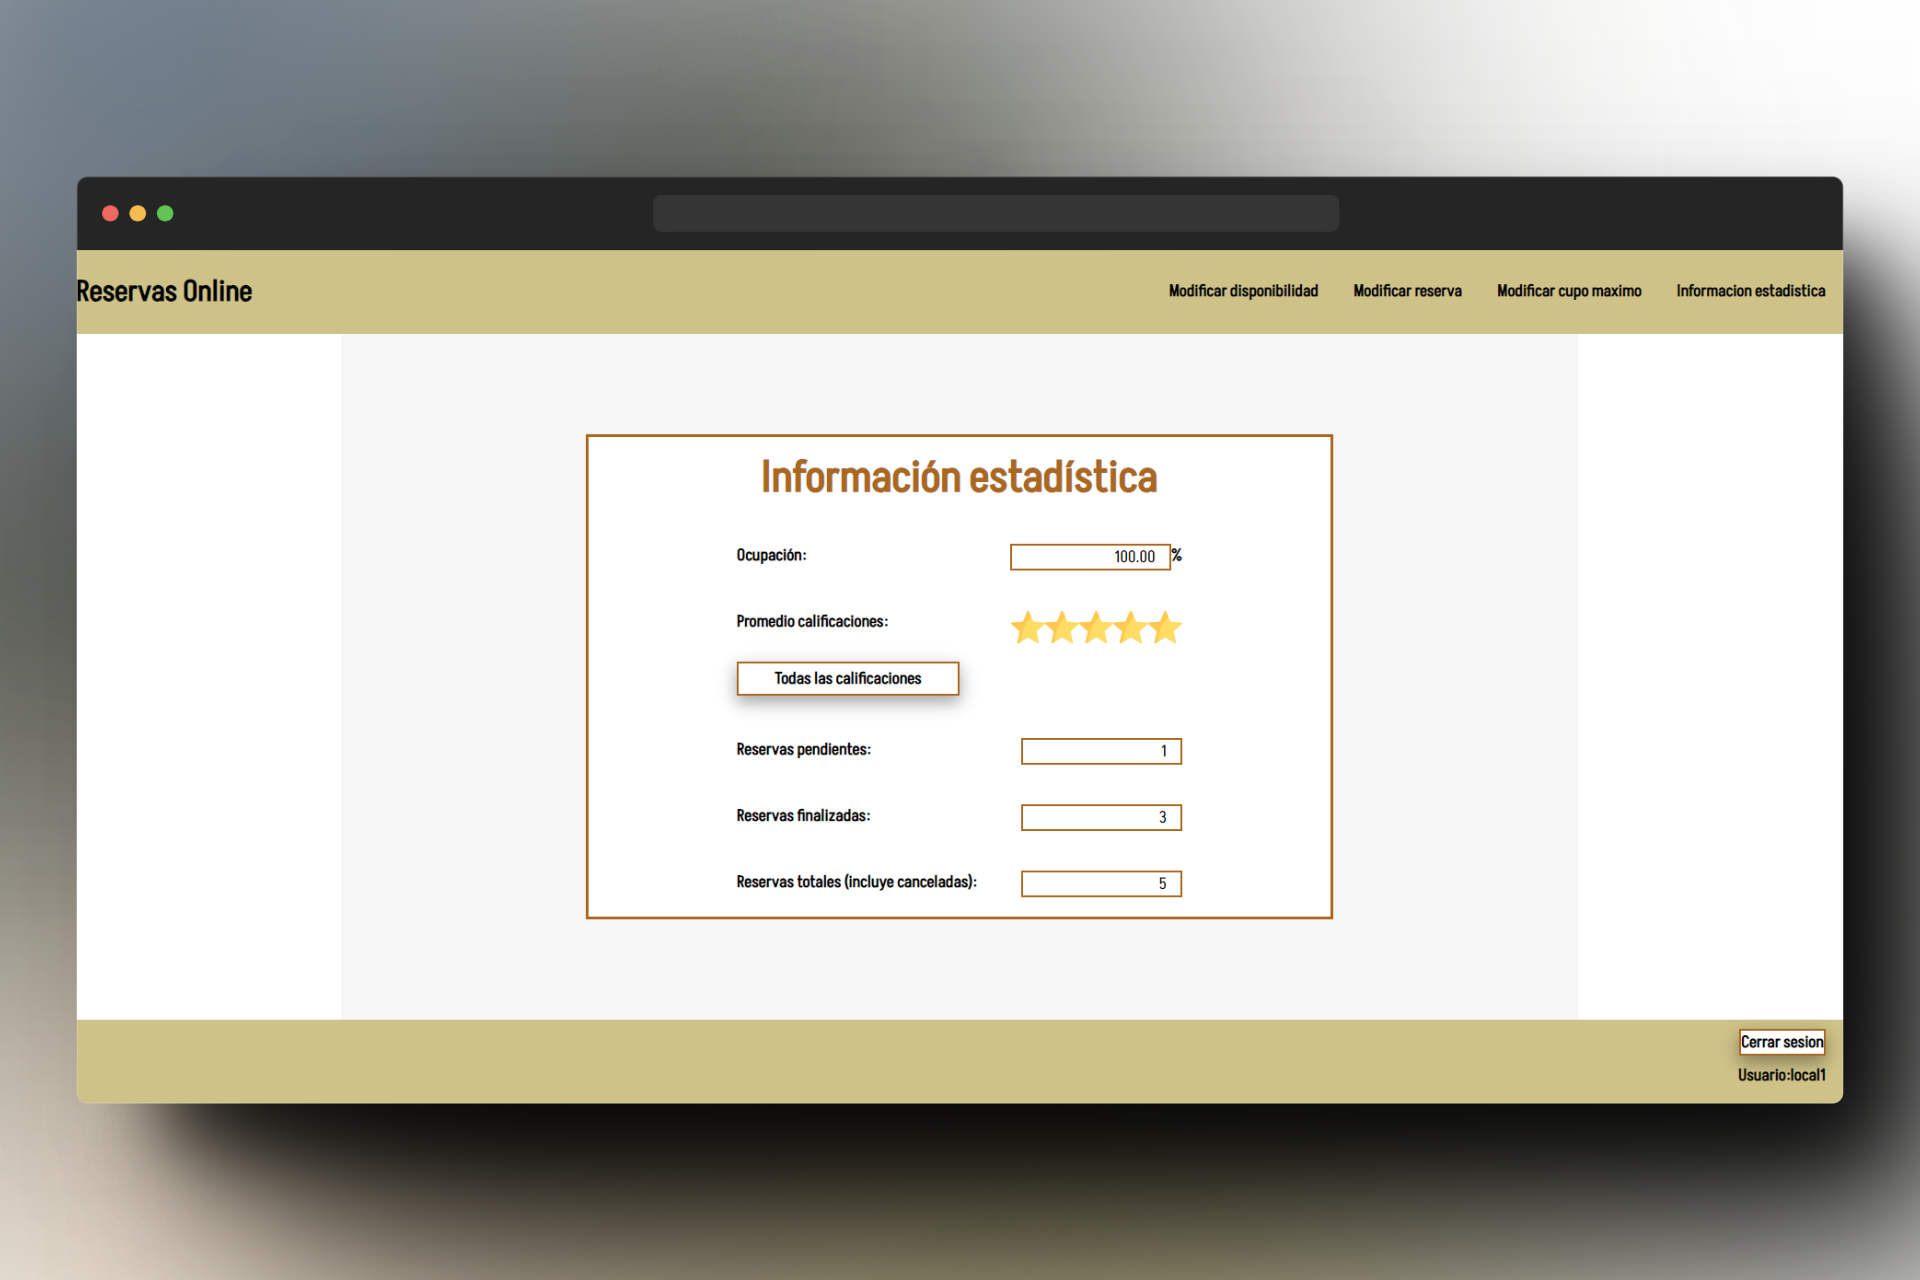 Reservas Online
Modificar disponibilidad
Modificar reserva
Modificar cupo maximo
Informacion estadistica
Información estadística
Ocupación: 100.00 %
Promedio calificaciones:
Todas las calificaciones
Reservas pendientes: 1
Reservas finalizadas: 3
Reservas totales (incluye canceladas): 5
Cerrar sesion
Usuario:local1